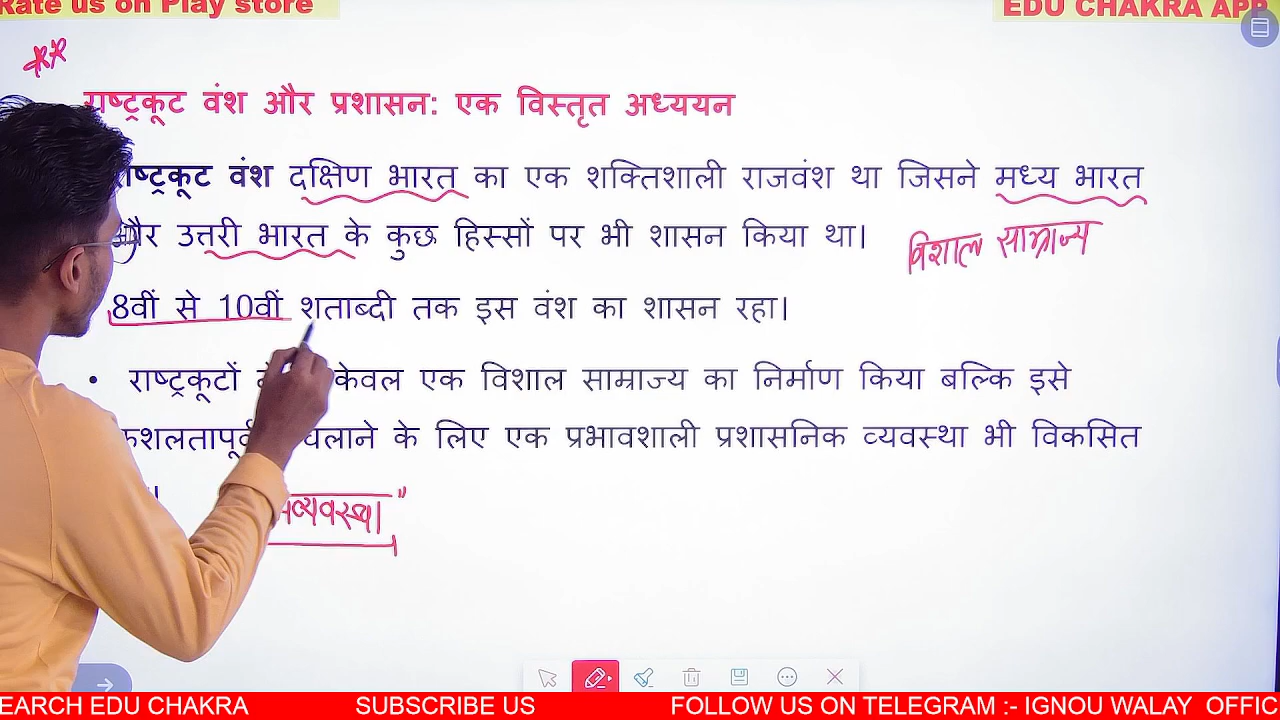 Rate us on Play store
EDU CHAKRA APP
राष्ट्रकूट वंश और प्रशासन: एक विस्तृत अध्ययन
वंश दक्षिण भारत का एक शक्तिशाली राजवंश था जिसने मध्य भारत
और उत्तरी भारत के कुछ हिस्सों पर भी शासन किया था।
विशाल साम्राज्य
8वीं से 10वीं शताब्दी तक इस वंश का शासन रहा।
• राष्ट्रकूटों केवल एक विशाल साम्राज्य का निर्माण किया बल्कि इसे
चलाने के लिए एक प्रभावशाली प्रशासनिक व्यवस्था भी विकसित
EARCH EDU CHAKRA SUBSCRIBE US FOLLOW US ON TELEGRAM :- IGNOU WALAY OFFIC